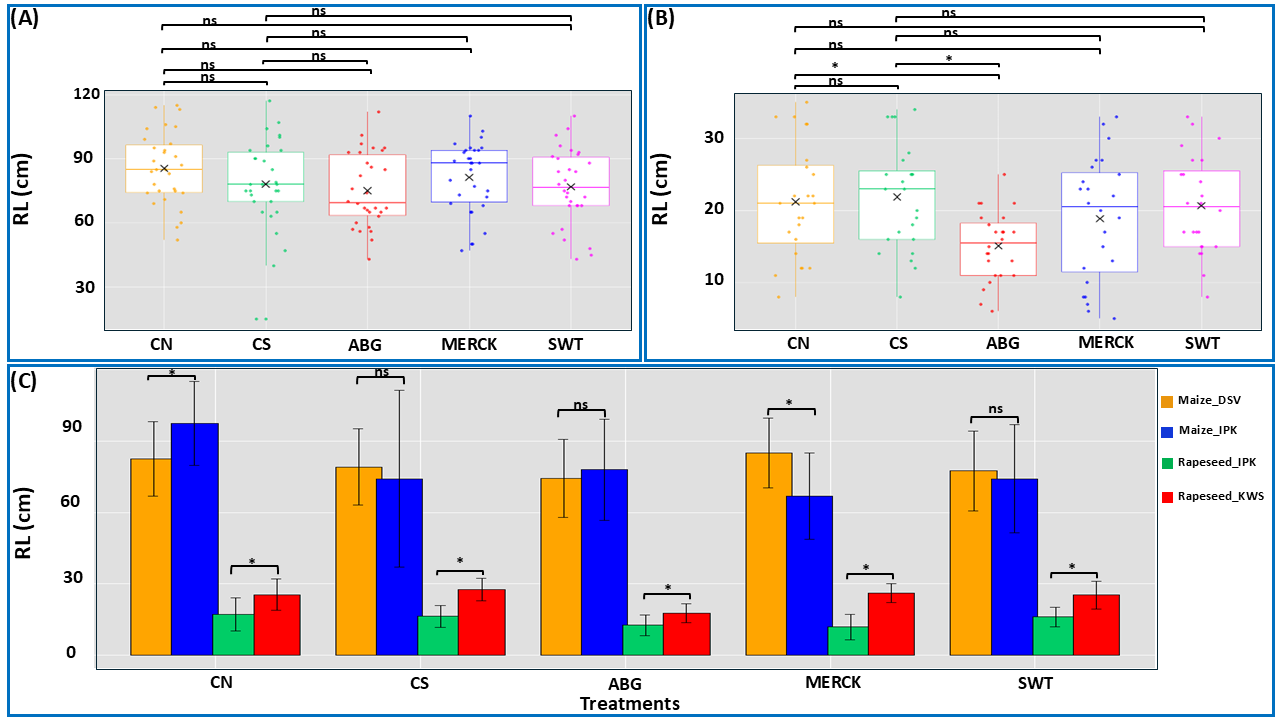 (A)
ns
ns
ns
ns
ns
ns
ns
RL (cm)
120
90
60
30
CN CS ABG MERCK SWT
(B)
ns
ns
ns
ns
*
*
ns
RL (cm)
30
20
10
CN CS ABG MERCK SWT
(C)
* ns ns * ns
* * * * *
RL (cm)
90
60
30
0
CN CS ABG MERCK SWT
Treatments
Maize_DSV
Maize_IPK
Rapeseed_IPK
Rapeseed_KWS